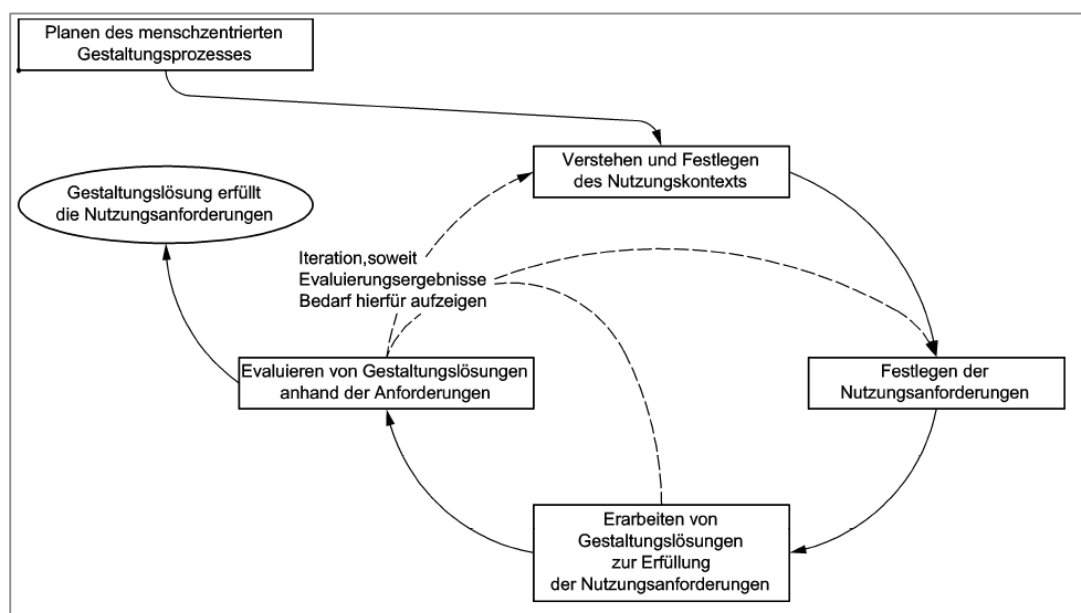 Planen des menschzentrierten
Gestaltungsprozesses
Verstehen und Festlegen
des Nutzungskontexts
Gestaltungslösung erfüllt
die Nutzungsanforderungen
Iteration,soweit
Evaluierungsergebnisse
Bedarf hierfür aufzeigen
Evaluieren von Gestaltungslösungen
anhand der Anforderungen
Festlegen der
Nutzungsanforderungen
Erarbeiten von
Gestaltungslösungen
zur Erfüllung
der Nutzungsanforderungen